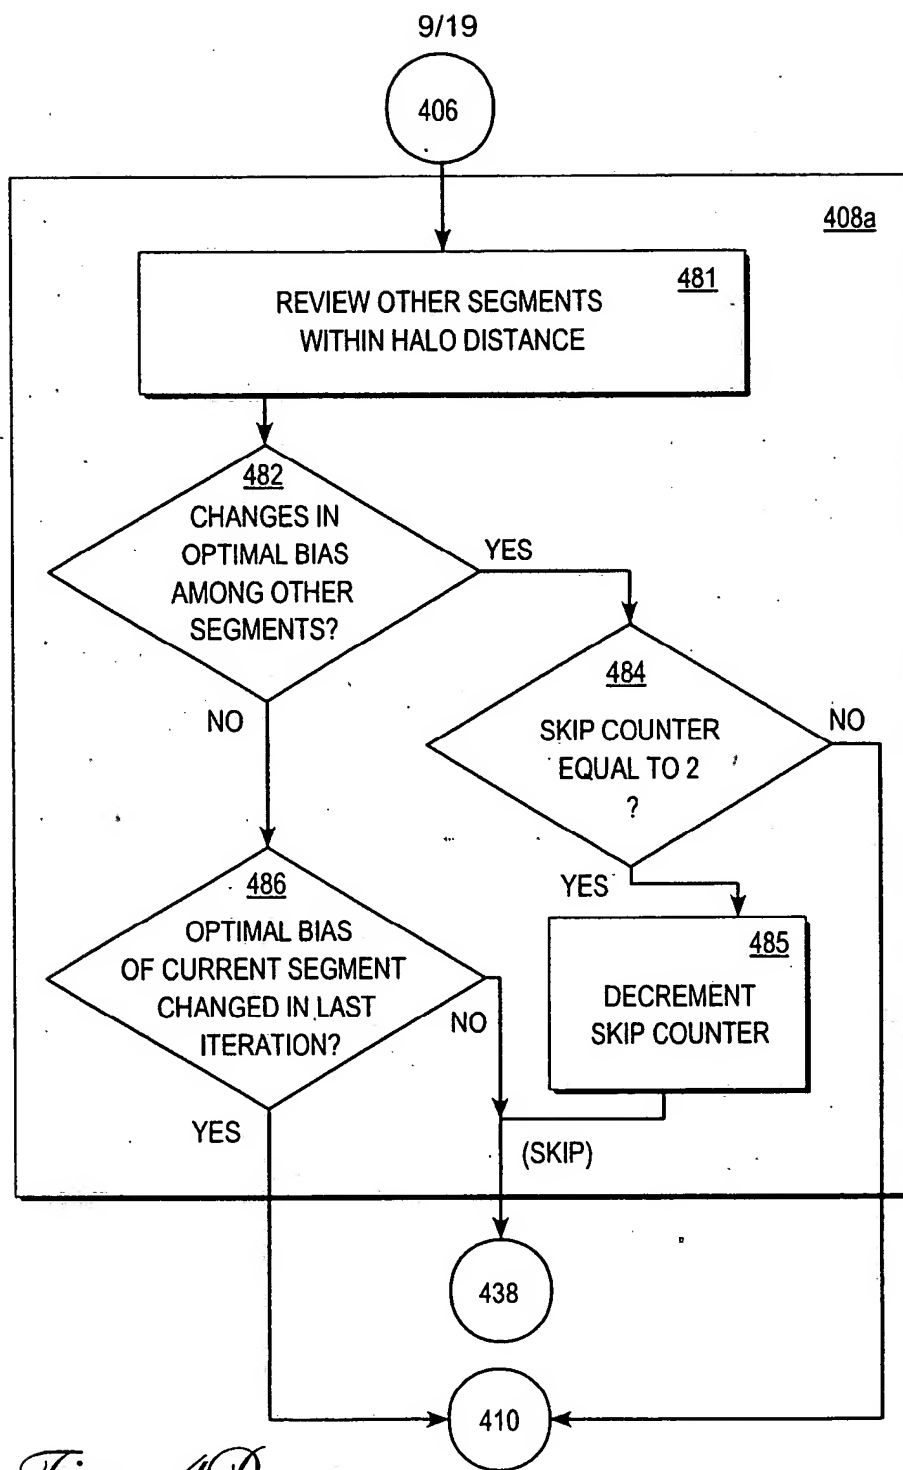 9/19
406
408a
481
REVIEW OTHER SEGMENTS
WITHIN HALO DISTANCE
482
CHANGES IN
OPTIMAL BIAS
AMONG OTHER
SEGMENTS?
YES
NO
484
SKIP COUNTER
EQUAL TO 2
?
NO
YES
486
OPTIMAL BIAS
OF CURRENT SEGMENT
CHANGED IN LAST
ITERATION?
NO
YES
485
DECREMENT
SKIP COUNTER
(SKIP)
438
410